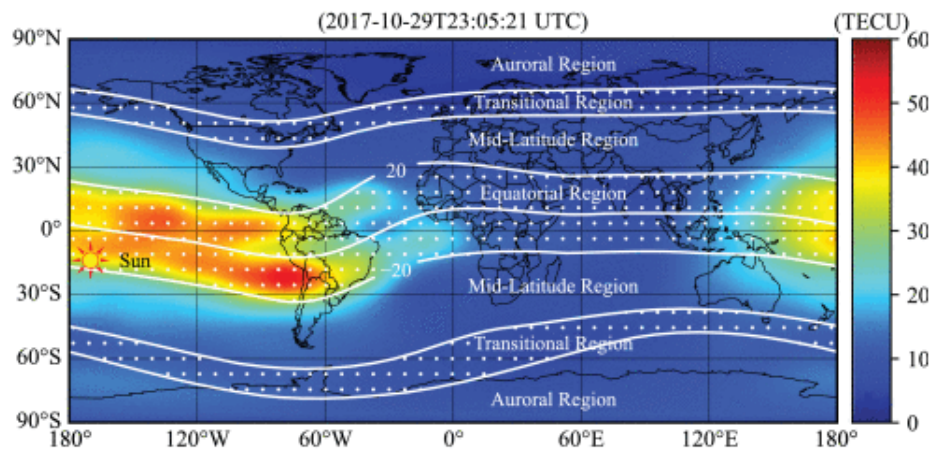 (2017-10-29T23:05:21 UTC)
(TECU)
90°N
60°N
30°N
0°
30°S
60°S
90°S
Auroral Region
Transitional Region
Mid-Latitude Region
20
Equatorial Region
Sun
−20
Mid-Latitude Region
Transitional Region
Auroral Region
180°
120°W
60°W
0°
60°E
120°E
180°
60
50
40
30
20
10
0